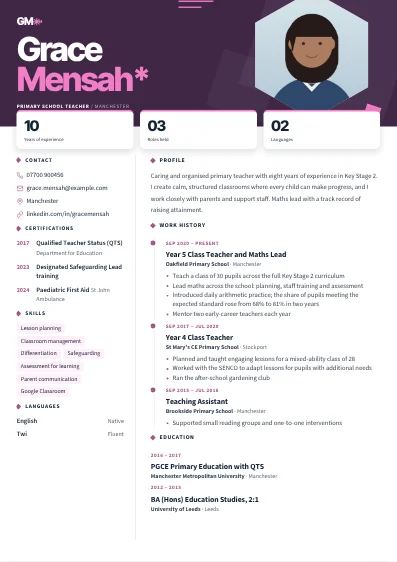 GM*
Grace
Mensah*
PRIMARY SCHOOL TEACHER / MANCHESTER
10
Years of experience
03
Roles held
02
Languages
CONTACT
07700 900456
grace.mensah@example.com
Manchester
linkedin.com/in/gracemensah
CERTIFICATIONS
2017 Qualified Teacher Status (QTS)
Department for Education
2023 Designated Safeguarding Lead
training
2024 Paediatric First Aid St John
Ambulance
SKILLS
Lesson planning
Classroom management
Differentiation Safeguarding
Assessment for learning
Parent communication
Google Classroom
LANGUAGES
English Native
Twi Fluent
PROFILE
Caring and organised primary teacher with eight years of experience in Key Stage 2.
I create calm, structured classrooms where every child can make progress, and I
work closely with parents and support staff. Maths lead with a track record of
raising attainment.
WORK HISTORY
SEP 2020 – PRESENT
Year 5 Class Teacher and Maths Lead
Oakfield Primary School · Manchester
• Teach a class of 30 pupils across the full Key Stage 2 curriculum
• Lead maths across the school: planning, staff training and assessment
• Introduced daily arithmetic practice; the share of pupils meeting the
expected standard rose from 68% to 81% in two years
• Mentor two early-career teachers each year
SEP 2017 – JUL 2020
Year 4 Class Teacher
St Mary's CE Primary School · Stockport
• Planned and taught engaging lessons for a mixed-ability class of 28
• Worked with the SENCO to adapt lessons for pupils with additional needs
• Ran the after-school gardening club
SEP 2015 – JUL 2016
Teaching Assistant
Brookside Primary School · Manchester
• Supported small reading groups and one-to-one interventions
EDUCATION
2016 – 2017
PGCE Primary Education with QTS
Manchester Metropolitan University · Manchester
2012 – 2015
BA (Hons) Education Studies, 2:1
University of Leeds · Leeds